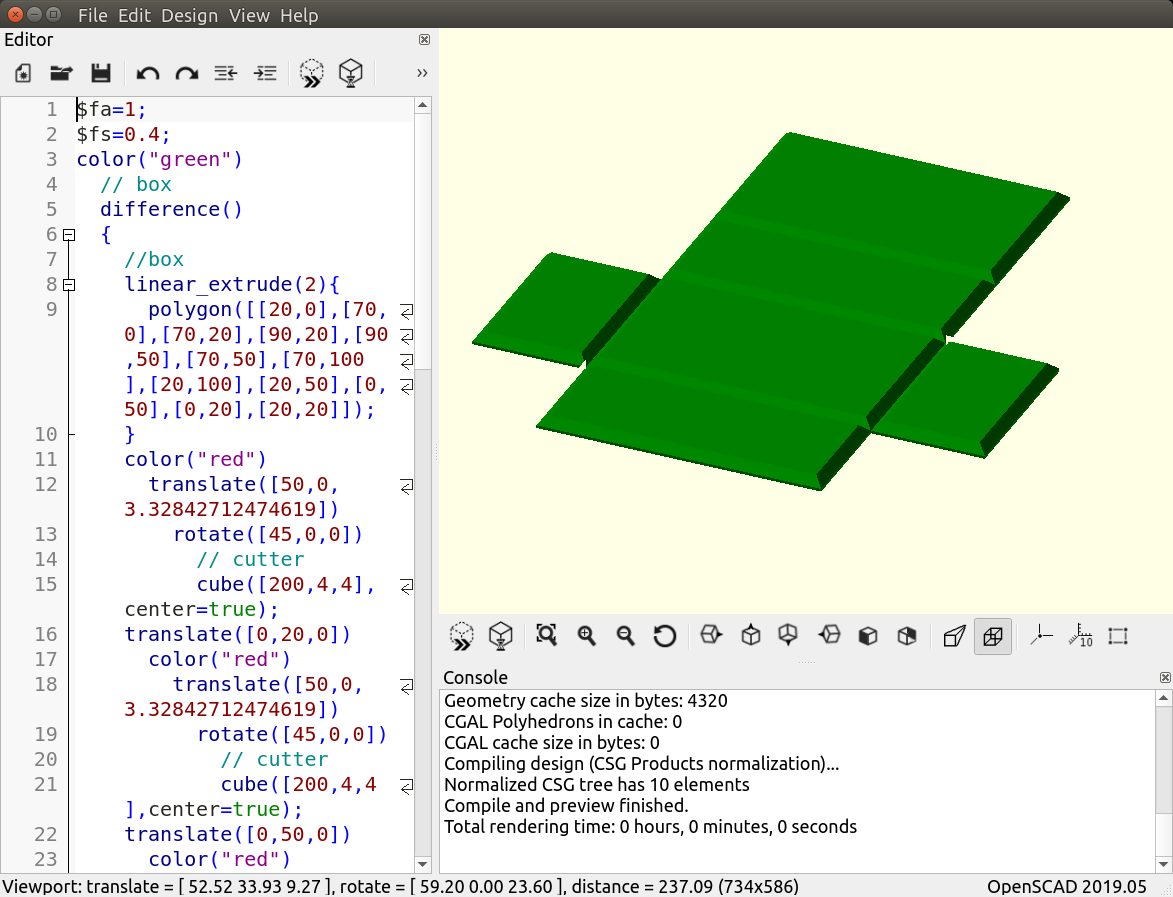 File Edit Design View Help
Editor
»
1 $fa=1;
2 $fs=0.4;
3 color("green")
4 // box
5 difference()
6 {
7 //box
8 linear_extrude(2){
9 polygon([[20,0],[70,
0],[70,20],[90,20],[90
,50],[70,50],[70,100
],[20,100],[20,50],[0,
50],[0,20],[20,20]]);
10 }
11 color("red")
12 translate([50,0,
3.32842712474619])
13 rotate([45,0,0])
14 // cutter
15 cube([200,4,4],
center=true);
16 translate([0,20,0])
17 color("red")
18 translate([50,0,
3.32842712474619])
19 rotate([45,0,0])
20 // cutter
21 cube([200,4,4
],center=true);
22 translate([0,50,0])
23 color("red")
10
Console
Geometry cache size in bytes: 4320
CGAL Polyhedrons in cache: 0
CGAL cache size in bytes: 0
Compiling design (CSG Products normalization)...
Normalized CSG tree has 10 elements
Compile and preview finished.
Total rendering time: 0 hours, 0 minutes, 0 seconds
Viewport: translate = [ 52.52 33.93 9.27 ], rotate = [ 59.20 0.00 23.60 ], distance = 237.09 (734x586)
OpenSCAD 2019.05